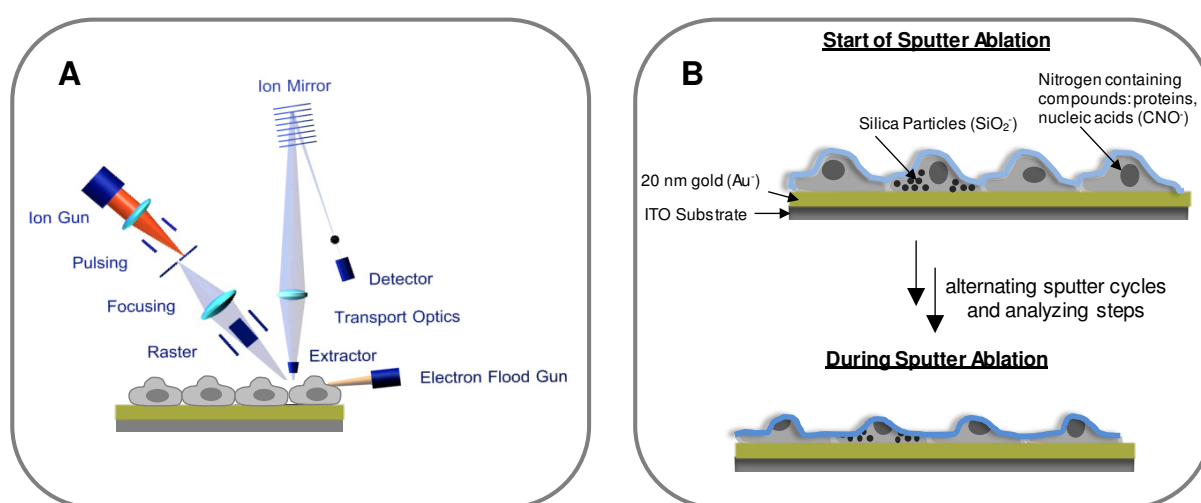 A
Ion Mirror
Ion Gun
Pulsing
Focusing
Raster
Detector
Transport Optics
Extractor
Electron Flood Gun
B
Start of Sputter Ablation
Nitrogen containing
compounds: proteins,
nucleic acids (CNO⁻)
Silica Particles (SiO₂⁻)
20 nm gold (Au⁻)
ITO Substrate
alternating sputter cycles
and analyzing steps
During Sputter Ablation